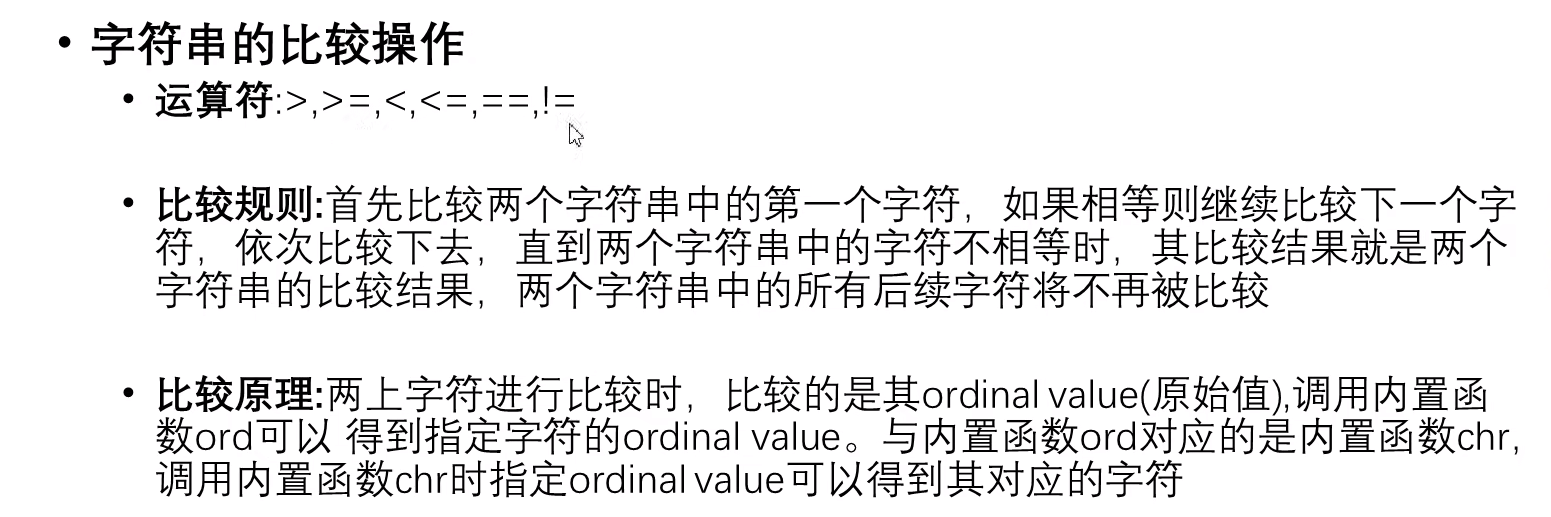 • 字符串的比较操作
• 运算符:>,>=,<,<=,==,!=
• 比较规则:首先比较两个字符串中的第一个字符，如果相等则继续比较下一个字
符，依次比较下去，直到两个字符串中的字符不相等时，其比较结果就是两个
字符串的比较结果，两个字符串中的所有后续字符将不再被比较
• 比较原理:两上字符进行比较时，比较的是其ordinal value(原始值),调用内置函
数ord可以 得到指定字符的ordinal value。与内置函数ord对应的是内置函数chr,
调用内置函数chr时指定ordinal value可以得到其对应的字符